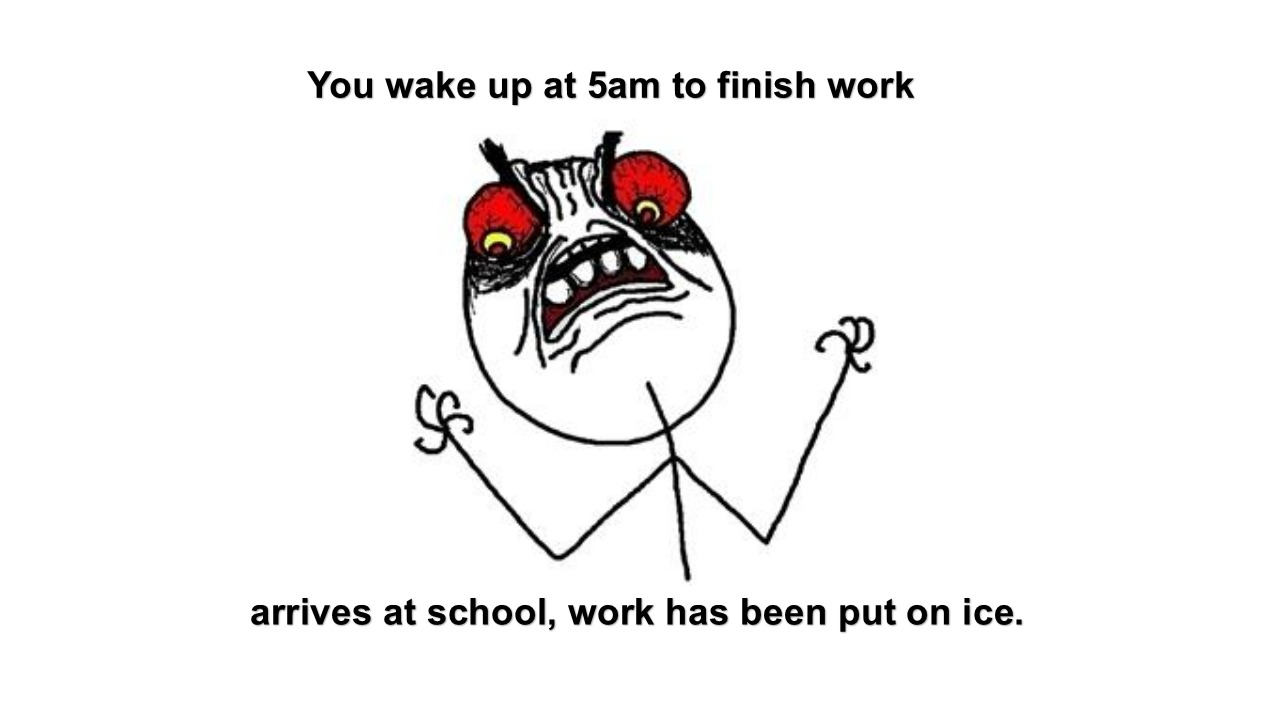 You wake up at 5am to finish work
arrives at school, work has been put on ice.